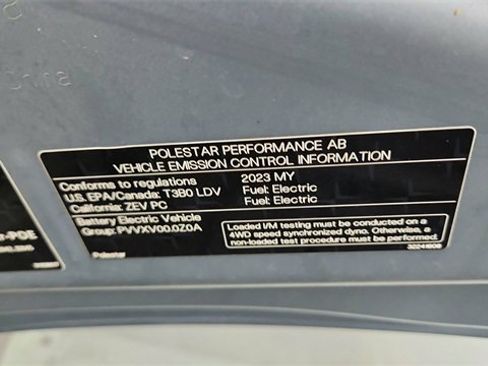 POLESTAR PERFORMANCE AB
VEHICLE EMISSION CONTROL INFORMATION
Conforms to regulations 2023 MY
U.S. EPA/Canada: T3B0 LDV Fuel: Electric
California: ZEV PC Fuel: Electric
Battery Electric Vehicle
Group: PVVXV00.0Z0A
Loaded I/M testing must be conducted on a
4WD speed synchronized dyno. Otherwise, a
non-loaded test procedure must be performed.
Polestar